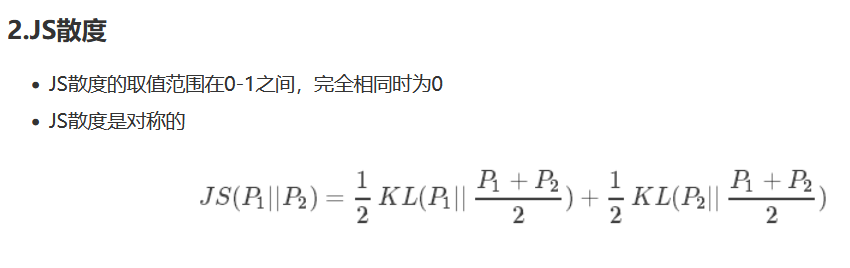 2.JS散度
• JS散度的取值范围在0-1之间，完全相同时为0
• JS散度是对称的
$JS(P_1||P_2) = \frac{1}{2} KL(P_1||\frac{P_1+P_2}{2}) + \frac{1}{2} KL(P_2||\frac{P_1+P_2}{2})$